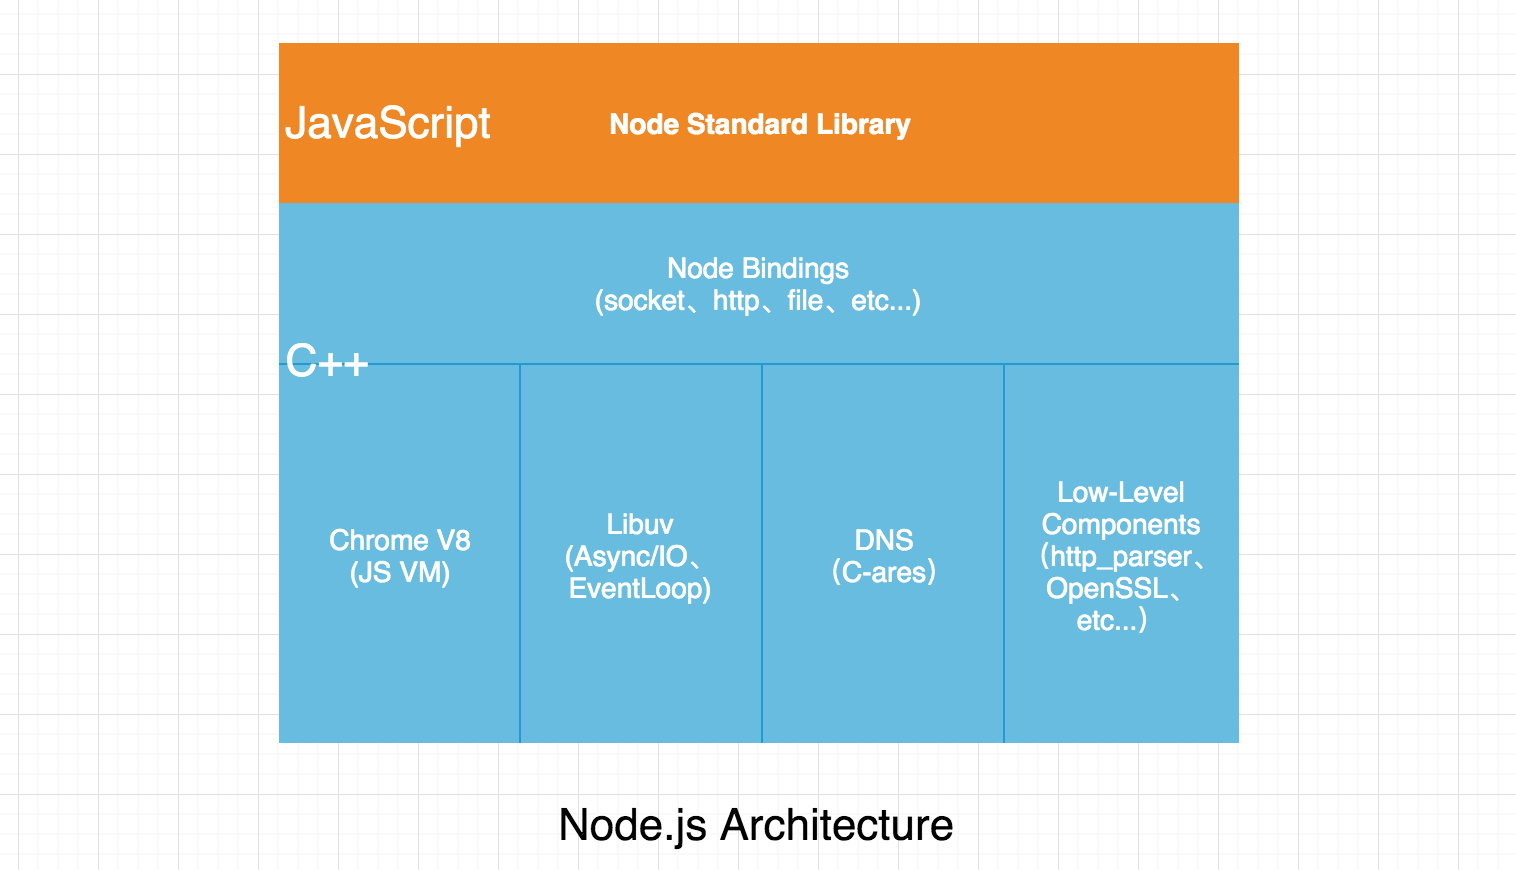 JavaScript
Node Standard Library
Node Bindings
(socket、http、file、etc...)
C++
Chrome V8
(JS VM)
Libuv
(Async/IO、
EventLoop)
DNS
（C-ares）
Low-Level
Components
（http_parser、
OpenSSL、
etc...）
Node.js Architecture